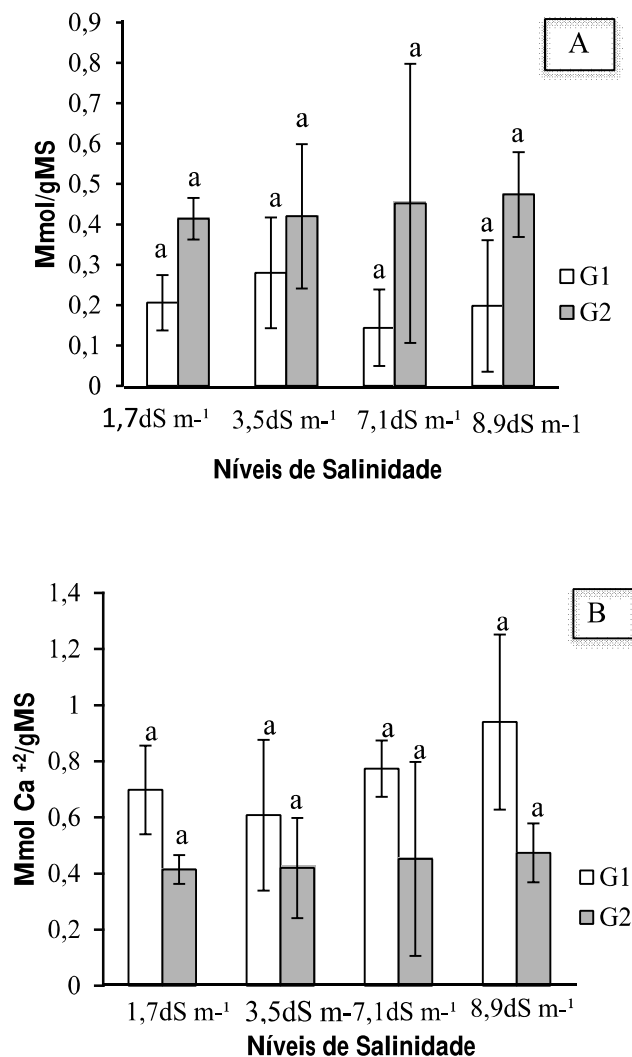 0,9
A
0,8
0,7
0,6
0,5
0,4
0,3
0,2
0,1
0
Mmol/gMS
a a a a a a a a
G1
G2
1,7dS m-¹ 3,5dS m-¹ 7,1dS m-¹ 8,9dS m-1
Níveis de Salinidade
1,4
B
1,2
1
0,8
0,6
0,4
0,2
0
Mmol Ca ⁺²/gMS
a a a a a a a a
G1
G2
1,7dS m-¹ 3,5dS m-7,1dS m-¹ 8,9dS m-¹
Níveis de Salinidade